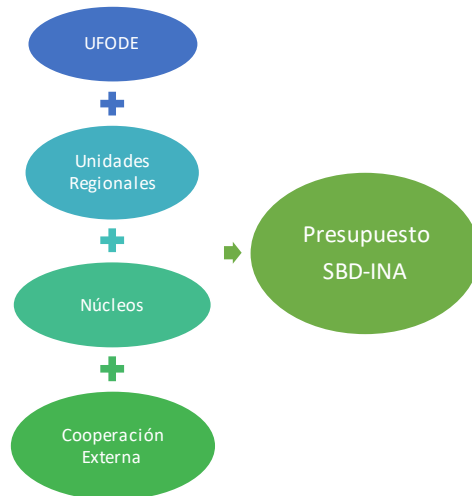 UFODE
Unidades
Regionales
Núcleos
Cooperación
Externa
Presupuesto
SBD-INA